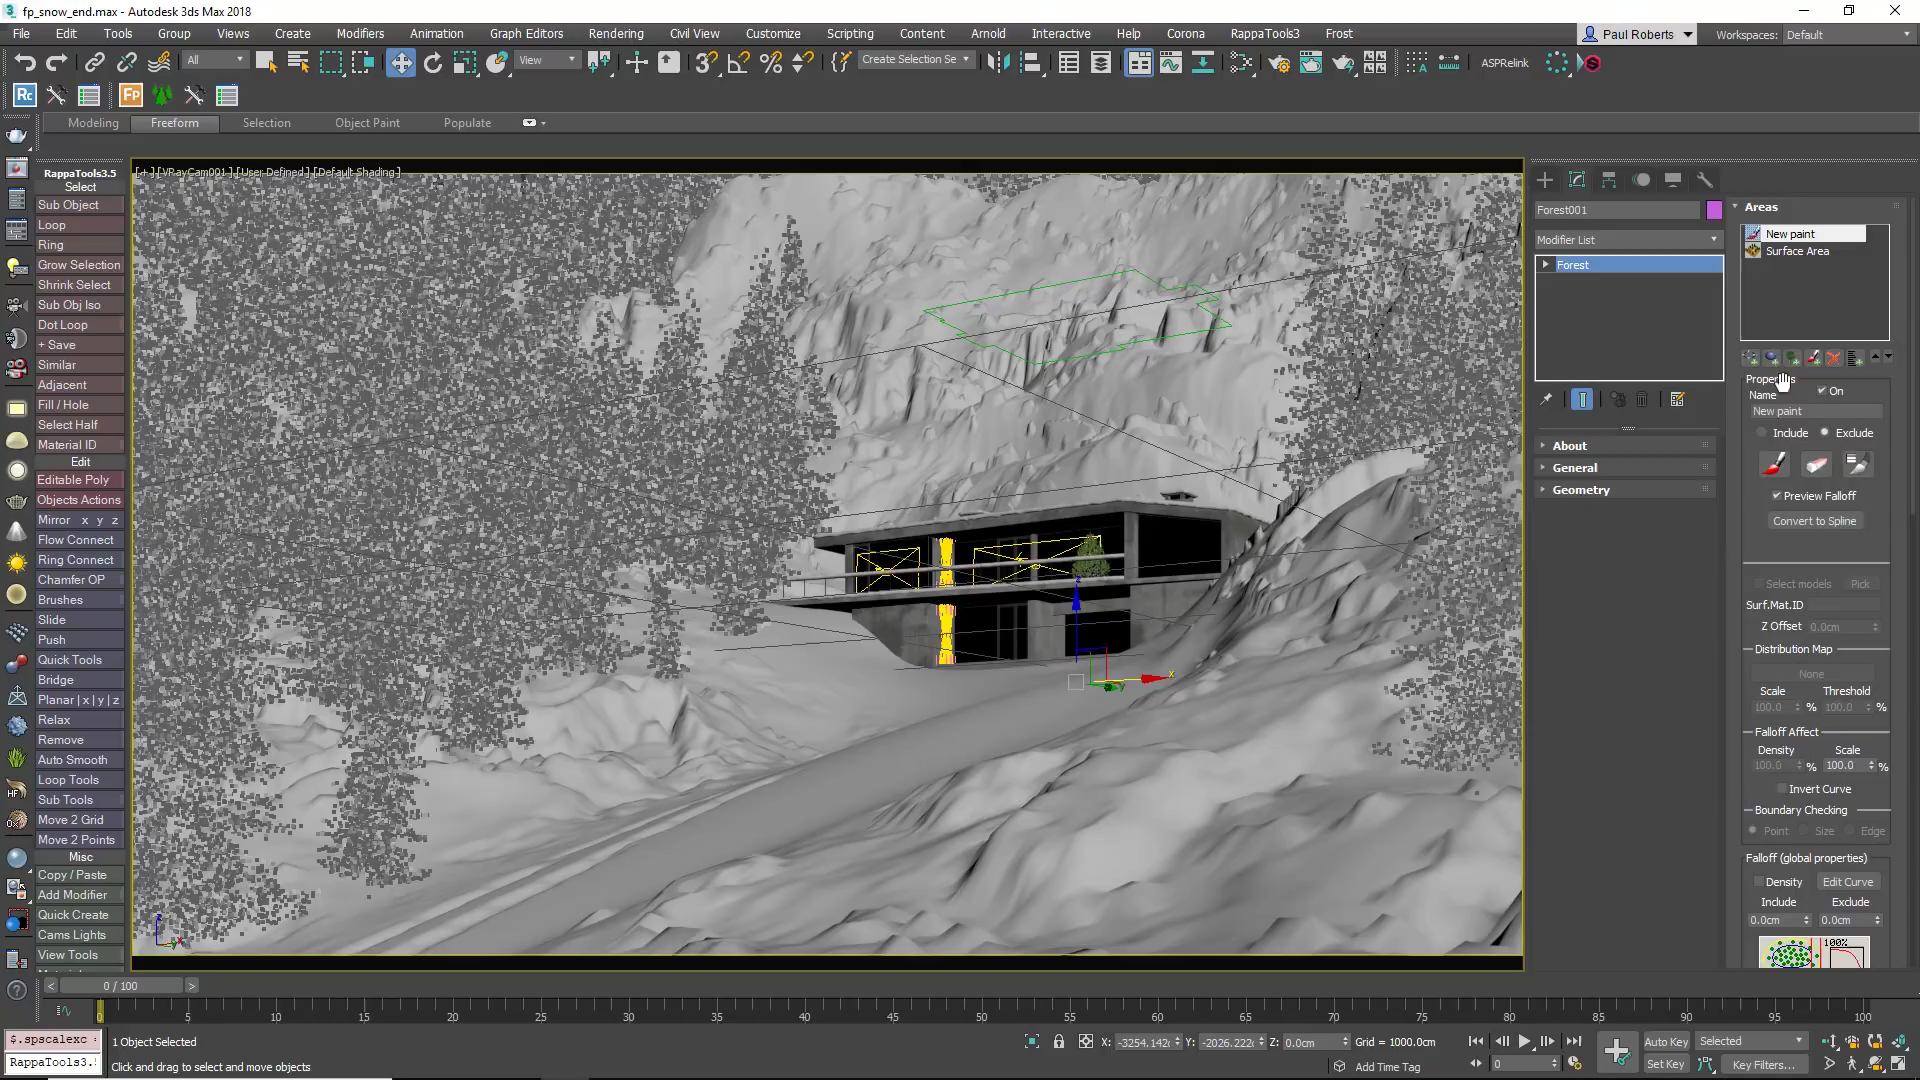 fp_snow_end.max - Autodesk 3ds Max 2018
File Edit Tools Group Views Create Modifiers Animation Graph Editors Rendering Civil View Customize Scripting Content Arnold Interactive Help Corona RappaTools3 Frost
Paul Roberts Workspaces: Default
All View Create Selection Se ASPRelink
Rc Fp
Modeling Freeform Selection Object Paint Populate
[+] [VRayCam001] [User Defined] [Default Shading]
RappaTools3.5
Select
Sub Object
Loop
Ring
Grow Selection
Shrink Select
Sub Obj Iso
Dot Loop
+ Save
Similar
Adjacent
Fill / Hole
Select Half
Material ID
Edit
Editable Poly
Objects Actions
Mirror x y z
Flow Connect
Ring Connect
Chamfer OP
Brushes
Slide
Push
Quick Tools
Bridge
Planar | x | y | z
Relax
Remove
Auto Smooth
Loop Tools
Sub Tools
Move 2 Grid
Move 2 Points
Misc
Copy / Paste
Add Modifier
Quick Create
Cams Lights
View Tools
z
x
Forest001
Modifier List
Forest
About
General
Geometry
Areas
New paint
Surface Area
Properties
On
Name
New paint
Include Exclude
Preview Falloff
Convert to Spline
Select models Pick
Surf.Mat.ID
Z Offset 0.0cm
Distribution Map
None
Scale Threshold
100.0 % 100.0 %
Falloff Affect
Density Scale
100.0 % 100.0 %
Invert Curve
Boundary Checking
Point Size Edge
Falloff (global properties)
Density Edit Curve
Include Exclude
0.0cm 0.0cm
100%
< 0 / 100 >
0 5 10 15 20 25 30 35 40 45 50 55 60 65 70 75 80 85 90 95 100
$.spscalexc
RappaTools3.
1 Object Selected
Click and drag to select and move objects
X: -3254.142c Y: -2026.222c Z: 0.0cm Grid = 1000.0cm
Add Time Tag
0
Auto Key Selected
Set Key Key Filters...